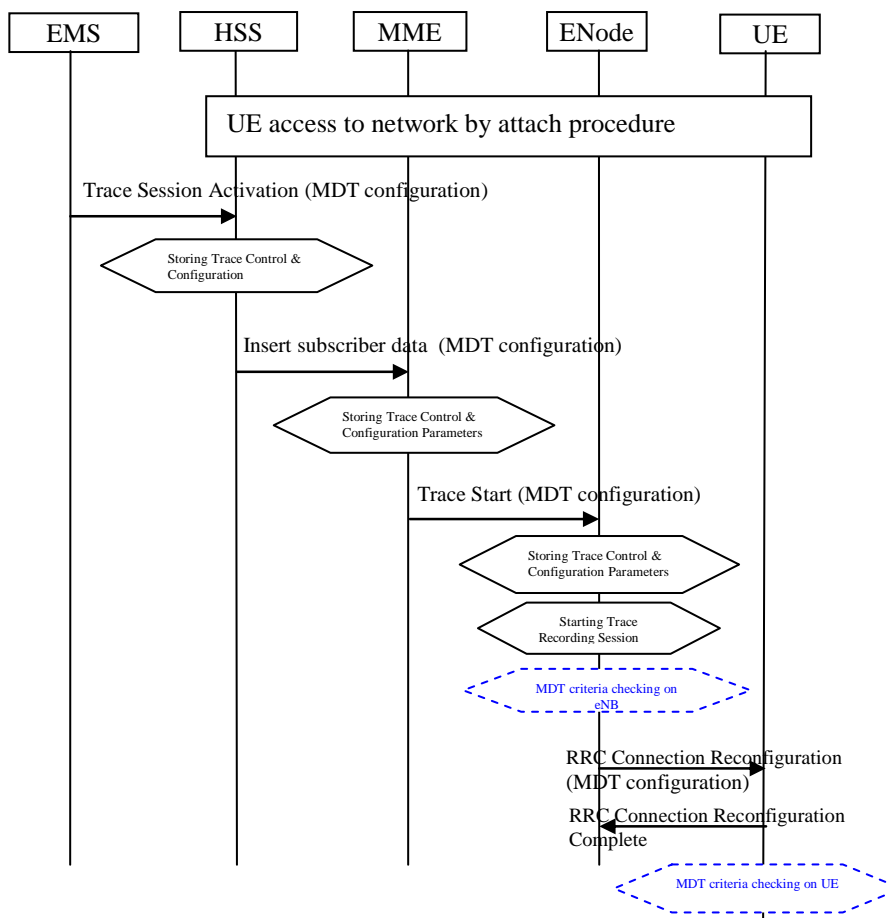 EMS
HSS
MME
ENode
UE
UE access to network by attach procedure
Trace Session Activation (MDT configuration)
Storing Trace Control &
Configuration
Insert subscriber data (MDT configuration)
Storing Trace Control &
Configuration Parameters
Trace Start (MDT configuration)
Storing Trace Control &
Configuration Parameters
Starting Trace
Recording Session
MDT criteria checking on
eNB
RRC Connection Reconfiguration
(MDT configuration)
RRC Connection Reconfiguration
Complete
MDT criteria checking on UE